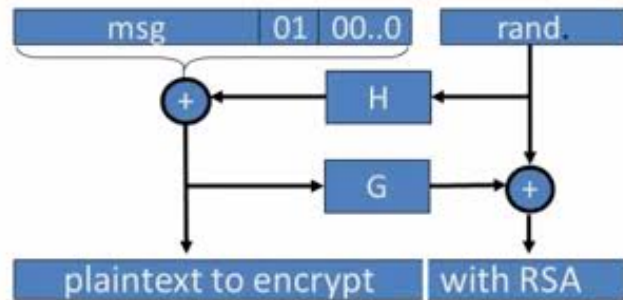 msg 01 00..0 rand.
+ H
G +
plaintext to encrypt with RSA